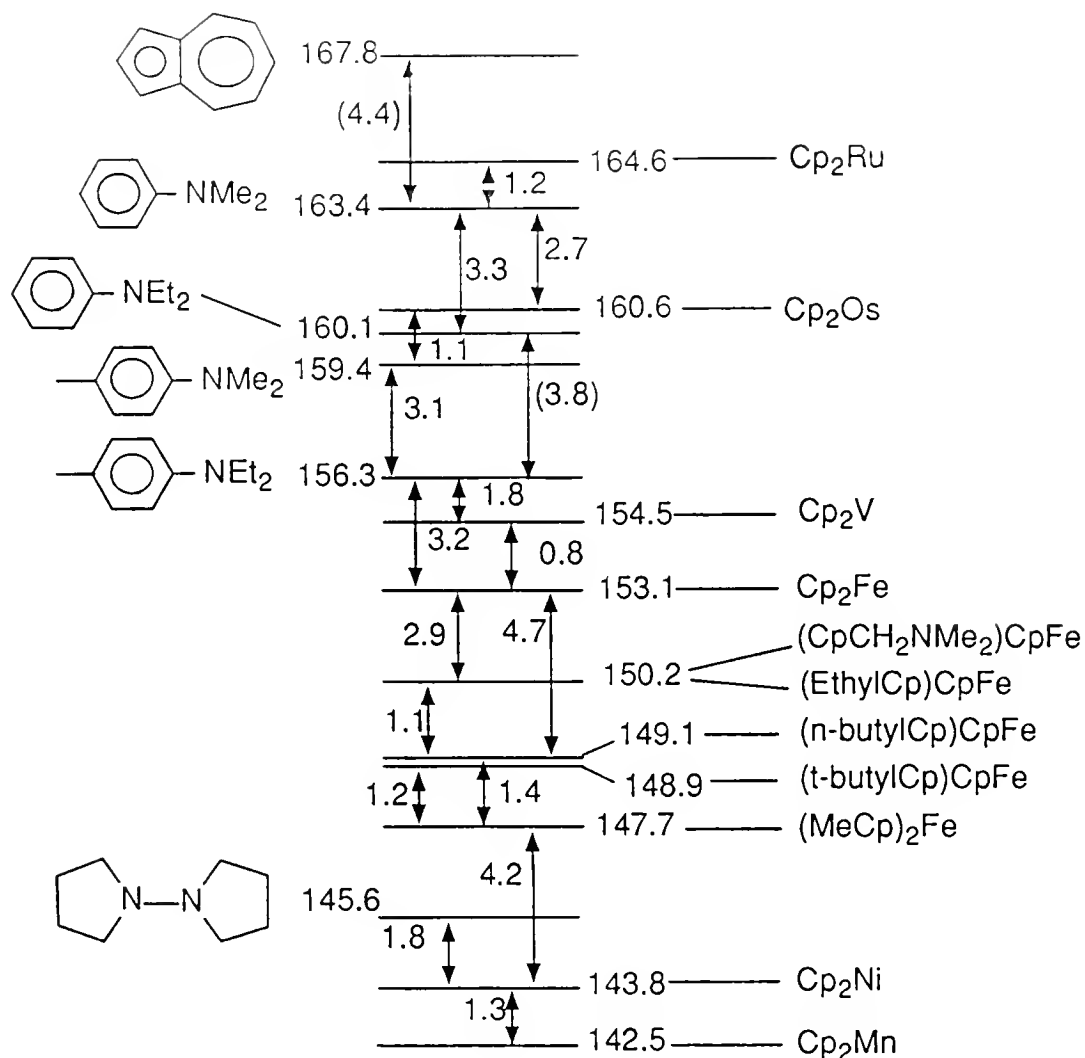 167.8
(4.4)
164.6 Cp₂Ru
1.2
NMe₂ 163.4
2.7
3.3
NEt₂
160.6 Cp₂Os
160.1
1.1
159.4
NMe₂
(3.8)
3.1
NEt₂ 156.3
1.8
154.5 Cp₂V
3.2
0.8
153.1 Cp₂Fe
2.9 4.7
(CpCH₂NMe₂)CpFe
150.2
(EthylCp)CpFe
1.1
149.1 (n-butylCp)CpFe
148.9 (t-butylCp)CpFe
1.2 1.4
147.7 (MeCp)₂Fe
4.2
N N 145.6
1.8
143.8 Cp₂Ni
1.3
142.5 Cp₂Mn